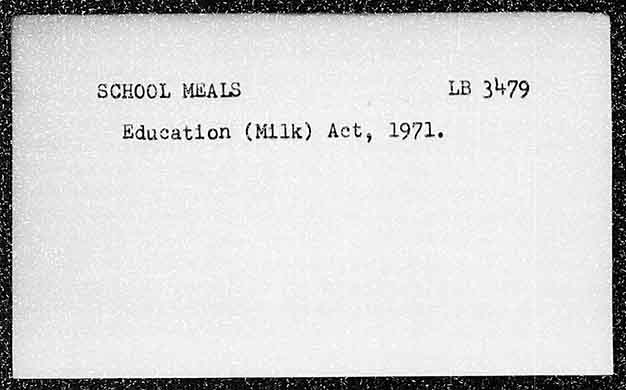 SCHOOL MEALS LB 3479
Education (Milk) Act, 1971.